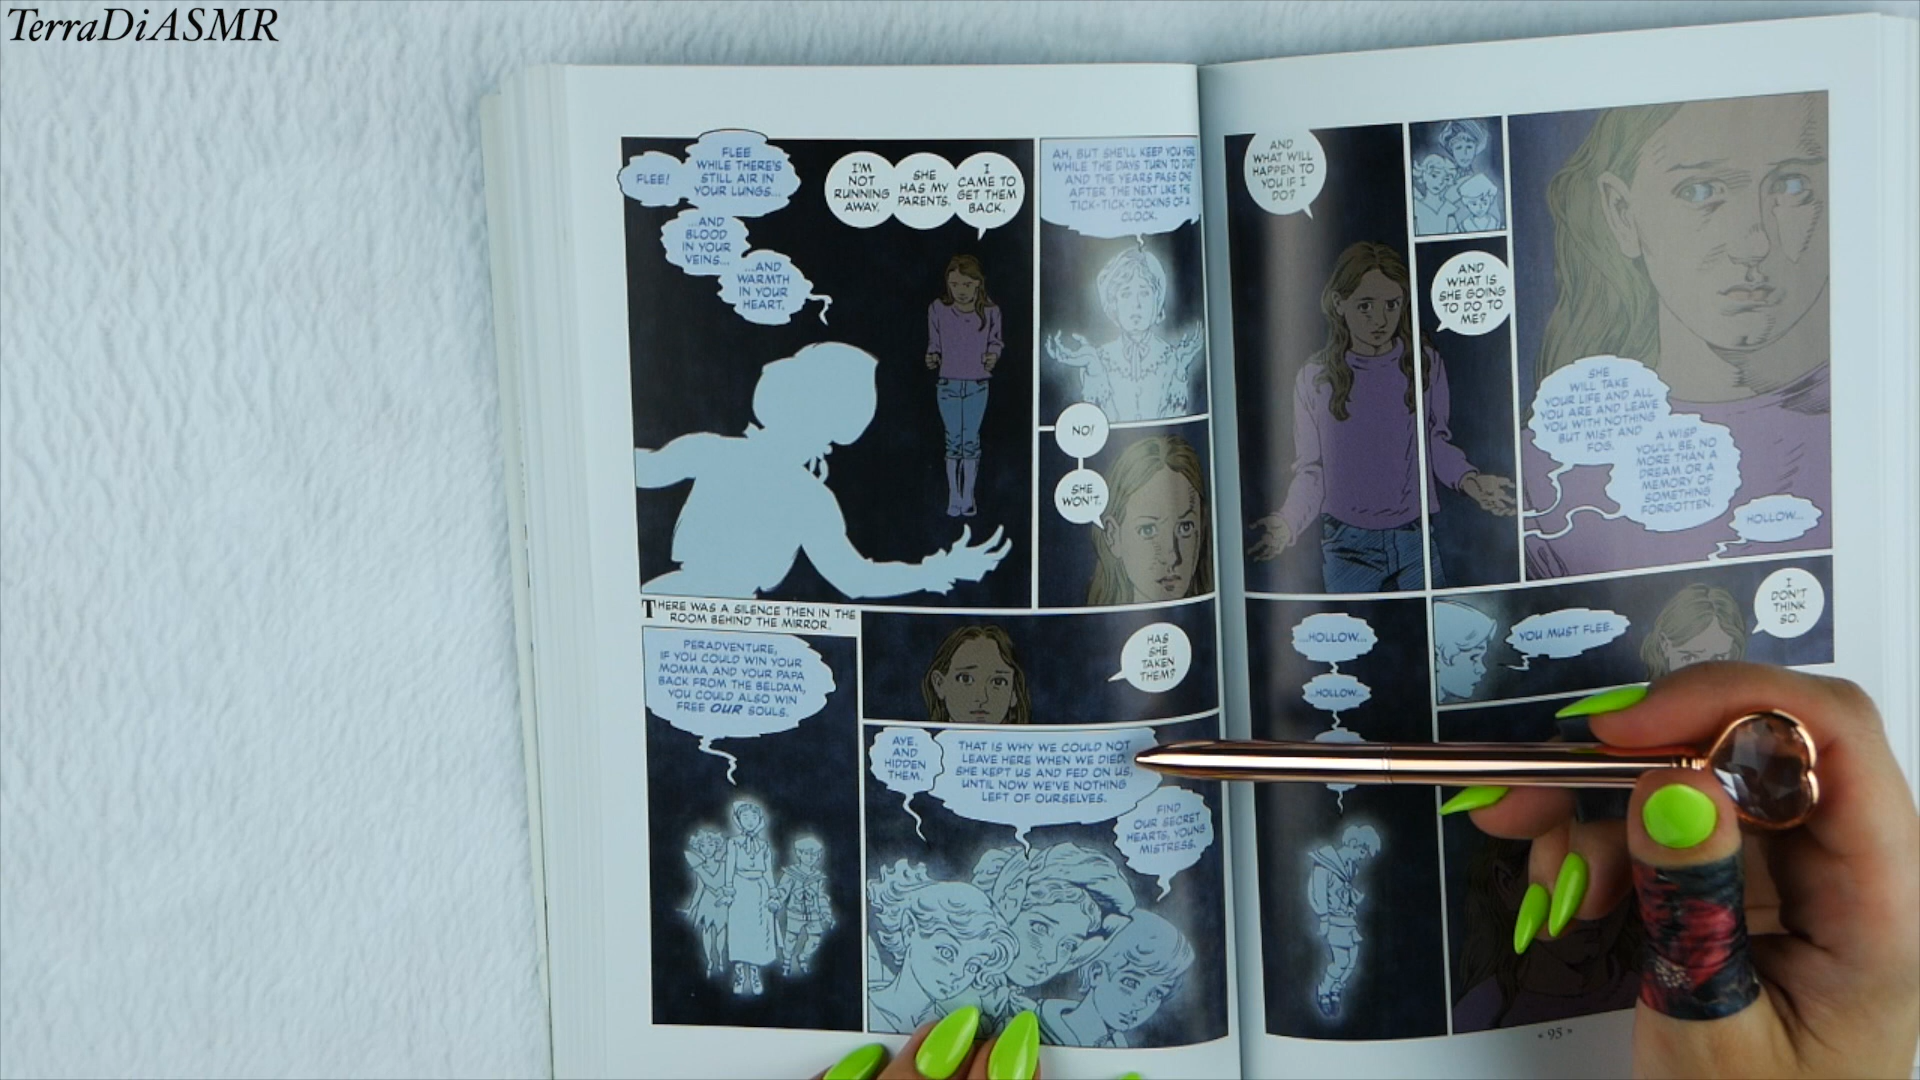 TerraDiASMR
FLEE!
FLEE
WHILE THERE'S
STILL AIR IN
YOUR LUNGS...
...AND
BLOOD
IN YOUR
VEINS...
...AND
WARMTH
IN YOUR
HEART.
I'M
NOT
RUNNING
AWAY.
SHE
HAS MY
PARENTS.
I
CAME TO
GET THEM
BACK.
AH, BUT SHE'LL KEEP YOU HERE
WHILE THE DAYS TURN TO DUST
AND THE YEARS PASS ONE
AFTER THE NEXT LIKE THE
TICK-TICK-TOCKING OF A
CLOCK.
NO!
SHE
WON'T.
THERE WAS A SILENCE THEN IN THE
ROOM BEHIND THE MIRROR.
PERADVENTURE,
IF YOU COULD WIN YOUR
MOMMA AND YOUR PAPA
BACK FROM THE BELDAM,
YOU COULD ALSO WIN
FREE OUR SOULS.
HAS
SHE
TAKEN
THEM?
AYE.
AND
HIDDEN
THEM.
THAT IS WHY WE COULD NOT
LEAVE HERE WHEN WE DIED.
SHE KEPT US AND FED ON US,
UNTIL NOW WE'VE NOTHING
LEFT OF OURSELVES.
FIND
OUR SECRET
HEARTS, YOUNG
MISTRESS.
AND
WHAT WILL
HAPPEN TO
YOU IF I
DO?
AND
WHAT IS
SHE GOING
TO DO TO
ME?
SHE
WILL TAKE
YOUR LIFE AND ALL
YOU ARE AND LEAVE
YOU WITH NOTHING
BUT MIST AND
FOG.
A WISP
YOU'LL BE, NO
MORE THAN A
DREAM OR A
MEMORY OF
SOMETHING
FORGOTTEN.
HOLLOW...
...HOLLOW...
...HOLLOW...
YOU MUST FLEE.
I
DON'T
THINK
SO.
« 95 »